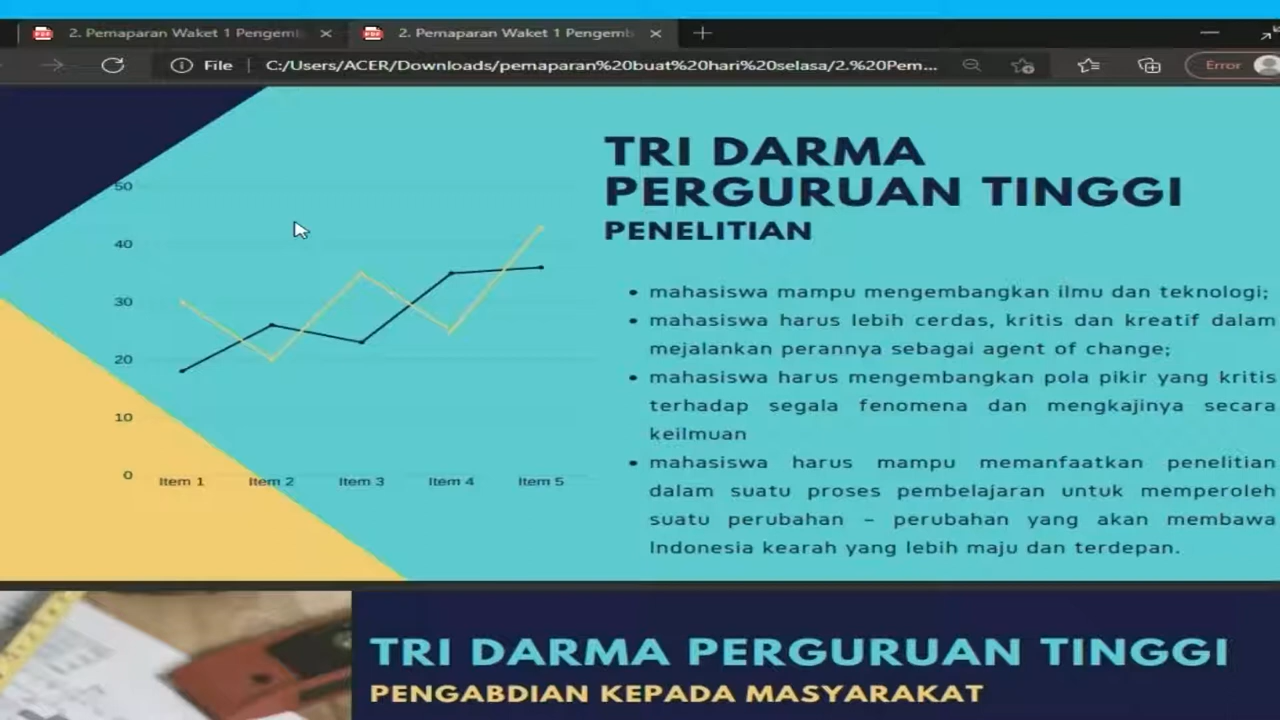 2. Pemaparan Waket 1 Pengem
2. Pemaparan Waket 1 Pengemb
File
C:/Users/ACER/Downloads/pemaparan%20buat%20hari%20selasa/2.%20Pem...
Error
TRI DARMA
PERGURUAN TINGGI
PENELITIAN
50
40
30
20
10
0
Item 1 Item 2 Item 3 Item 4 Item 5
• mahasiswa mampu mengembangkan ilmu dan teknologi;
• mahasiswa harus lebih cerdas, kritis dan kreatif dalam
mejalankan perannya sebagai agent of change;
• mahasiswa harus mengembangkan pola pikir yang kritis
terhadap segala fenomena dan mengkajinya secara
keilmuan
• mahasiswa harus mampu memanfaatkan penelitian
dalam suatu proses pembelajaran untuk memperoleh
suatu perubahan – perubahan yang akan membawa
Indonesia kearah yang lebih maju dan terdepan.
TRI DARMA PERGURUAN TINGGI
PENGABDIAN KEPADA MASYARAKAT